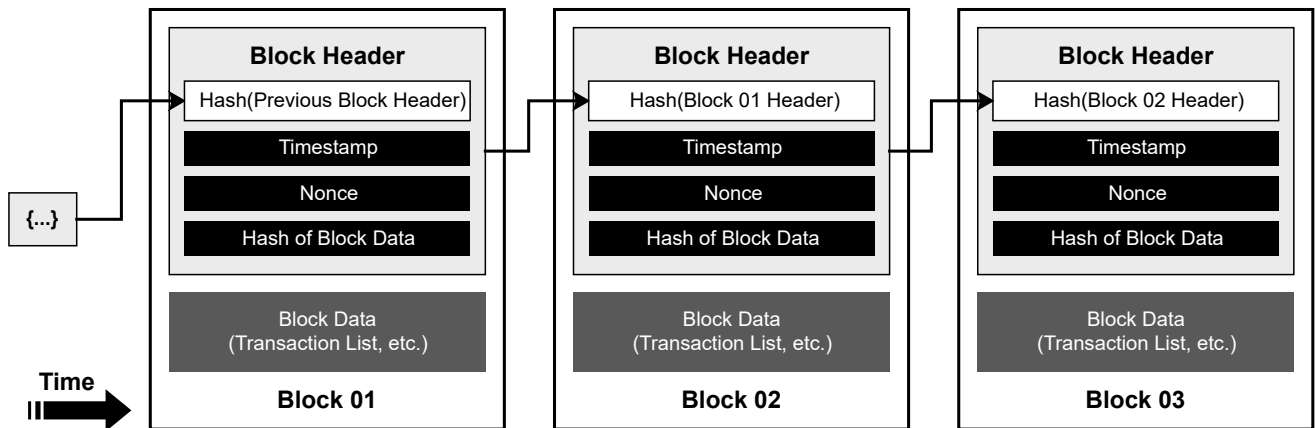 {...}
Time
Block Header
Hash(Previous Block Header)
Timestamp
Nonce
Hash of Block Data
Block Data
(Transaction List, etc.)
Block 01
Block Header
Hash(Block 01 Header)
Timestamp
Nonce
Hash of Block Data
Block Data
(Transaction List, etc.)
Block 02
Block Header
Hash(Block 02 Header)
Timestamp
Nonce
Hash of Block Data
Block Data
(Transaction List, etc.)
Block 03